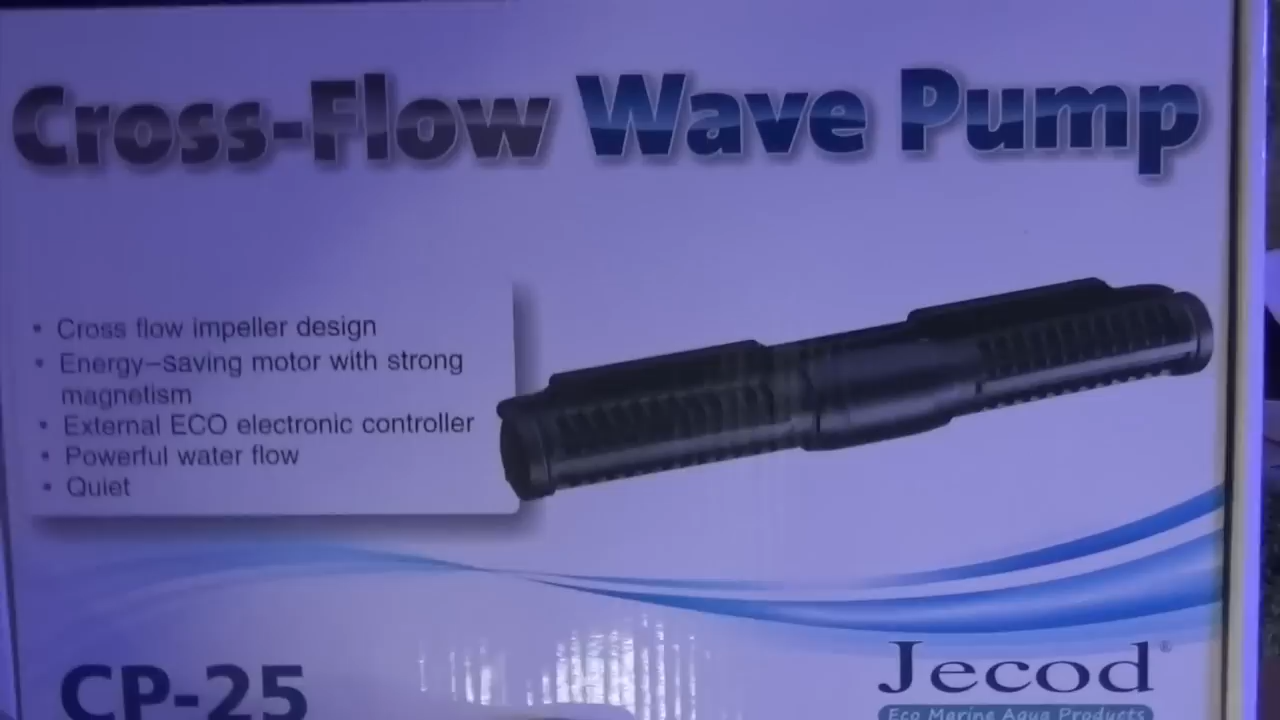 Cross-Flow Wave Pump
• Cross flow impeller design
• Energy–saving motor with strong
magnetism
• External ECO electronic controller
• Powerful water flow
• Quiet
CP-25
Jecod®
Eco Marine Aqua Products